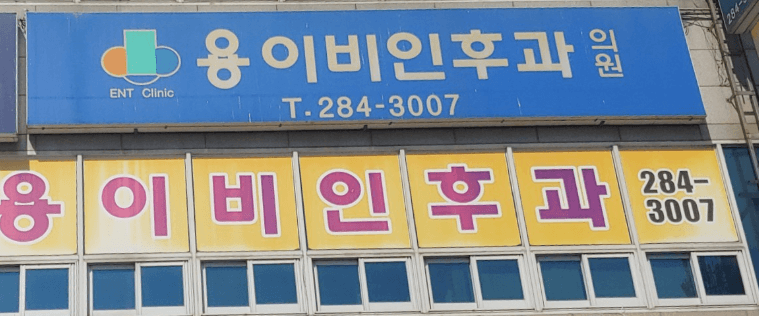 용이비인후과 의원
ENT Clinic
T. 284-3007
용이비인후과
284-
3007